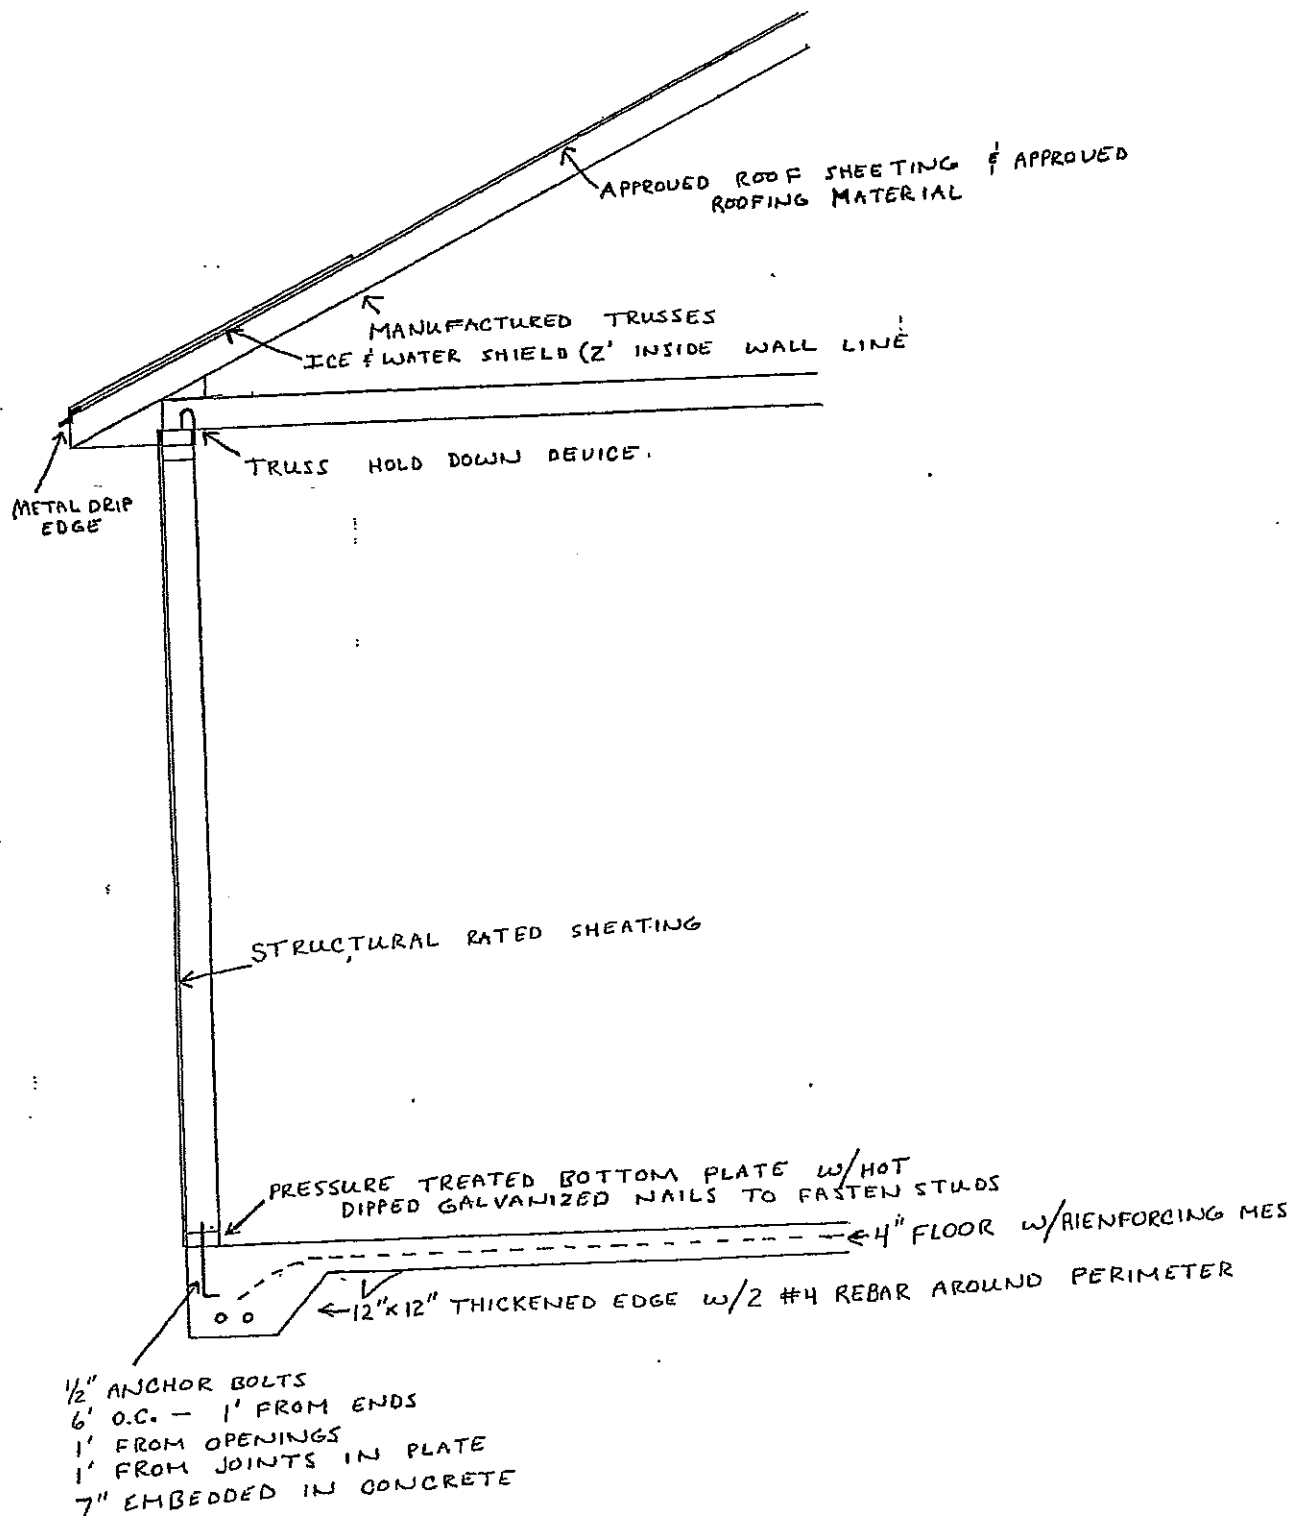 APPROVED ROOF SHEETING & APPROVED
ROOFING MATERIAL
MANUFACTURED TRUSSES
ICE & WATER SHIELD (2' INSIDE WALL LINE
TRUSS HOLD DOWN DEVICE.
METAL DRIP
EDGE
STRUCTURAL RATED SHEATING
PRESSURE TREATED BOTTOM PLATE W/HOT
DIPPED GALVANIZED NAILS TO FASTEN STUDS
4" FLOOR W/RIENFORCING MES
12"x12" THICKENED EDGE W/2 #4 REBAR AROUND PERIMETER
1/2" ANCHOR BOLTS
6' O.C. - 1' FROM ENDS
1' FROM OPENINGS
1' FROM JOINTS IN PLATE
7" EMBEDDED IN CONCRETE